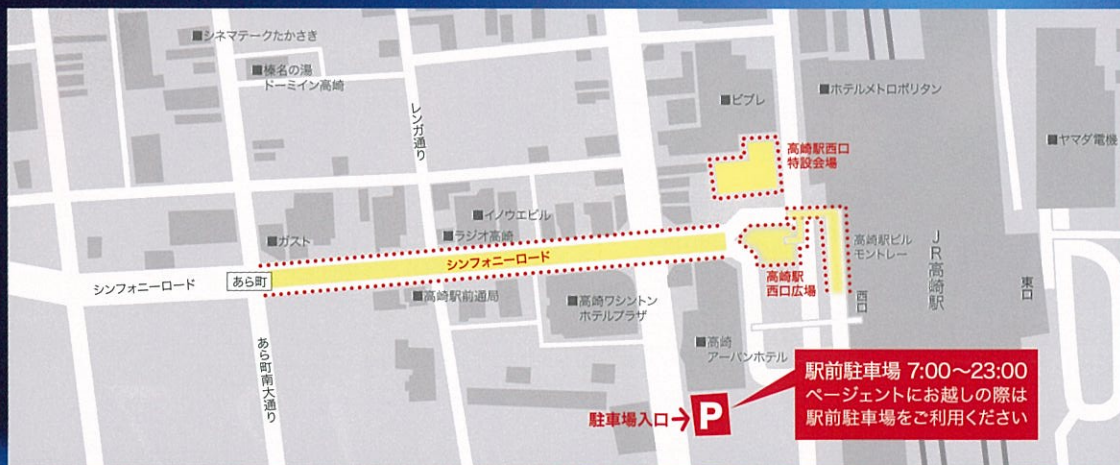 ■シネマテークたかさき
■榛名の湯
ドーミイン高崎
レンガ通り
■ビブレ
■ホテルメトロポリタン
■ヤマダ電機
高崎駅西口
特設会場
■イノウエビル
■ガスト
■ラジオ高崎
シンフォニーロード
高崎駅ビル
モントレー
JR高崎駅
東口
西口
高崎駅
西口広場
シンフォニーロード
あら町
■高崎駅前通局
■高崎ワシントン
ホテルプラザ
あら町南大通り
■高崎
アーバンホテル
駅前駐車場 7:00〜23:00
ページェントにお越しの際は
駅前駐車場をご利用ください
駐車場入口→P